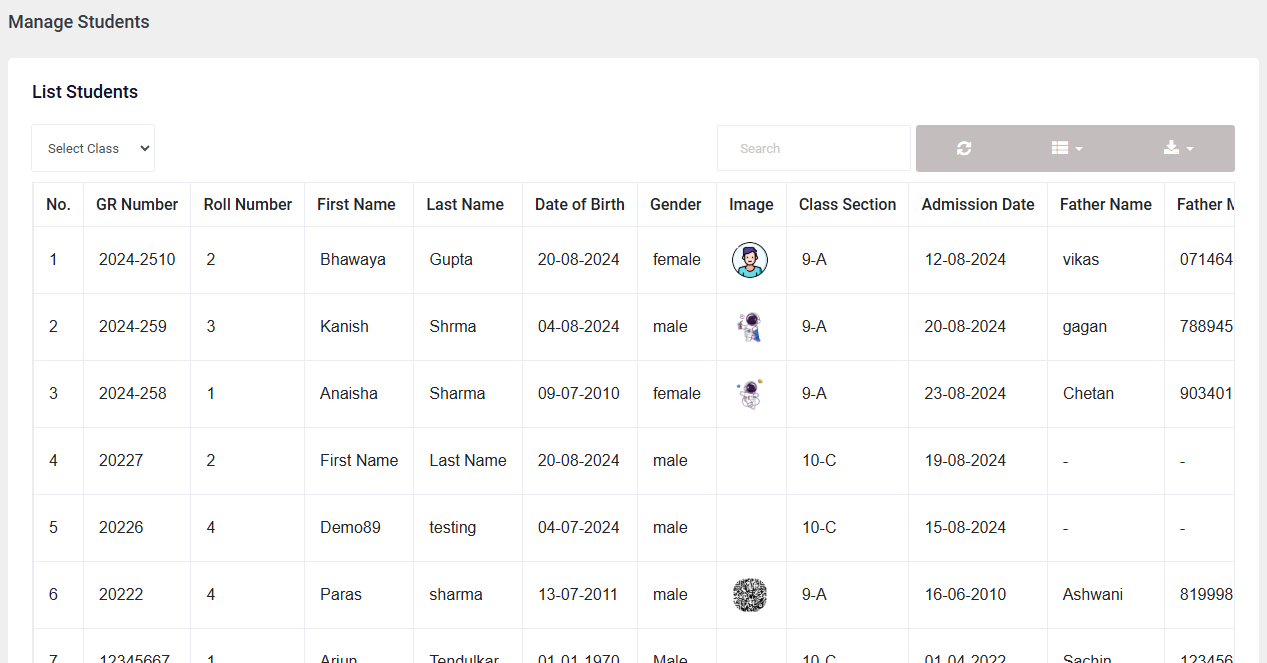 Manage Students
List Students
Select Class Search
No. GR Number Roll Number First Name Last Name Date of Birth Gender Image Class Section Admission Date Father Name Father
1 2024-2510 2 Bhawaya Gupta 20-08-2024 female 9-A 12-08-2024 vikas 071464
2 2024-259 3 Kanish Shrma 04-08-2024 male 9-A 20-08-2024 gagan 788945
3 2024-258 1 Anaisha Sharma 09-07-2010 female 9-A 23-08-2024 Chetan 903401
4 20227 2 First Name Last Name 20-08-2024 male 10-C 19-08-2024 - -
5 20226 4 Demo89 testing 04-07-2024 male 10-C 15-08-2024 - -
6 20222 4 Paras sharma 13-07-2011 male 9-A 16-06-2010 Ashwani 819998
7 12345667 1 Arjun Tendulkar 01-01-1970 Male 10-C 01-04-2022 Sachin 123456